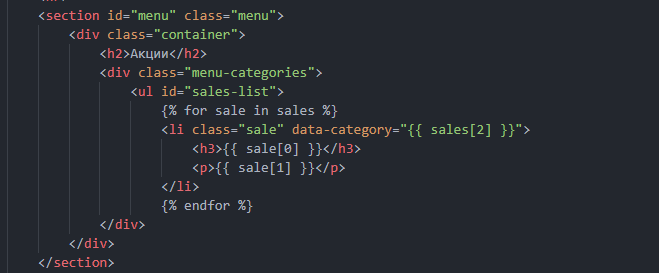 <section id="menu" class="menu">
<div class="container">
<h2>Акции</h2>
<div class="menu-categories">
<ul id="sales-list">
{% for sale in sales %}
<li class="sale" data-category="{{ sales[2] }}">
<h3>{{ sale[0] }}</h3>
<p>{{ sale[1] }}</p>
</li>
{% endfor %}
</div>
</div>
</section>